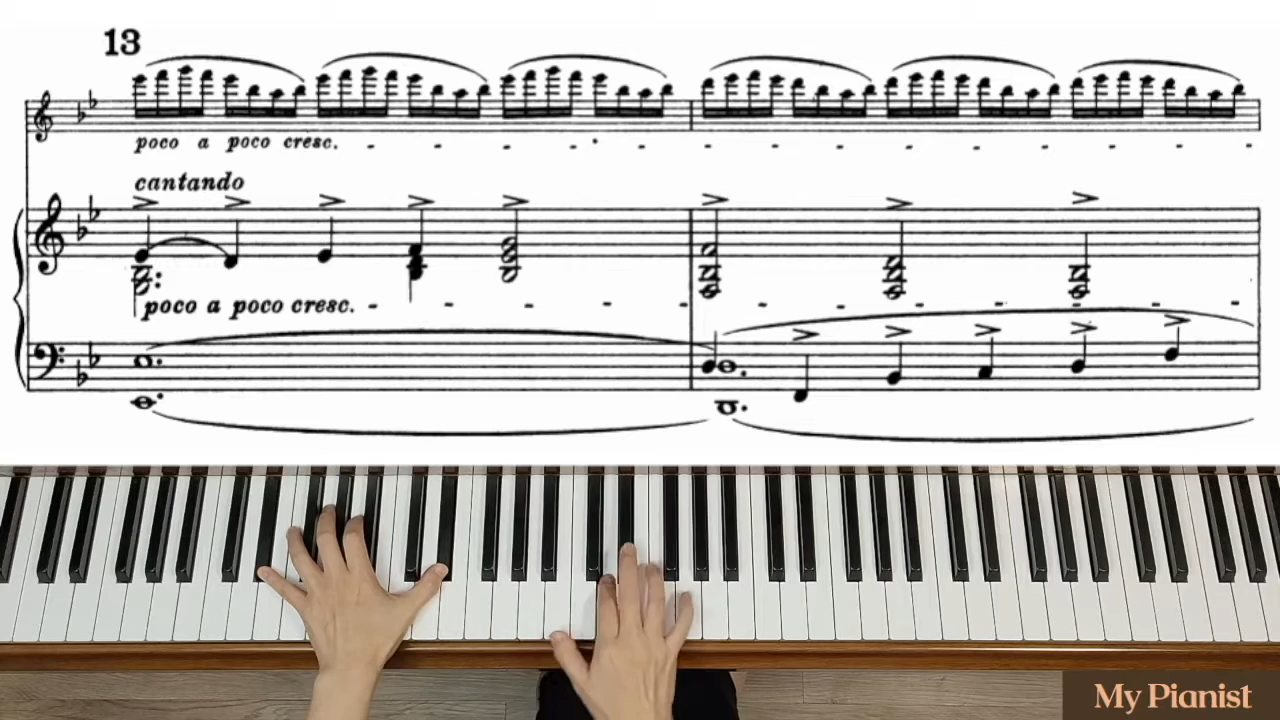 13
poco a poco cresc. - - - - - - - - - - - - - -
cantando
poco a poco cresc. - - - - - - - - - - - - - -
My Pianist